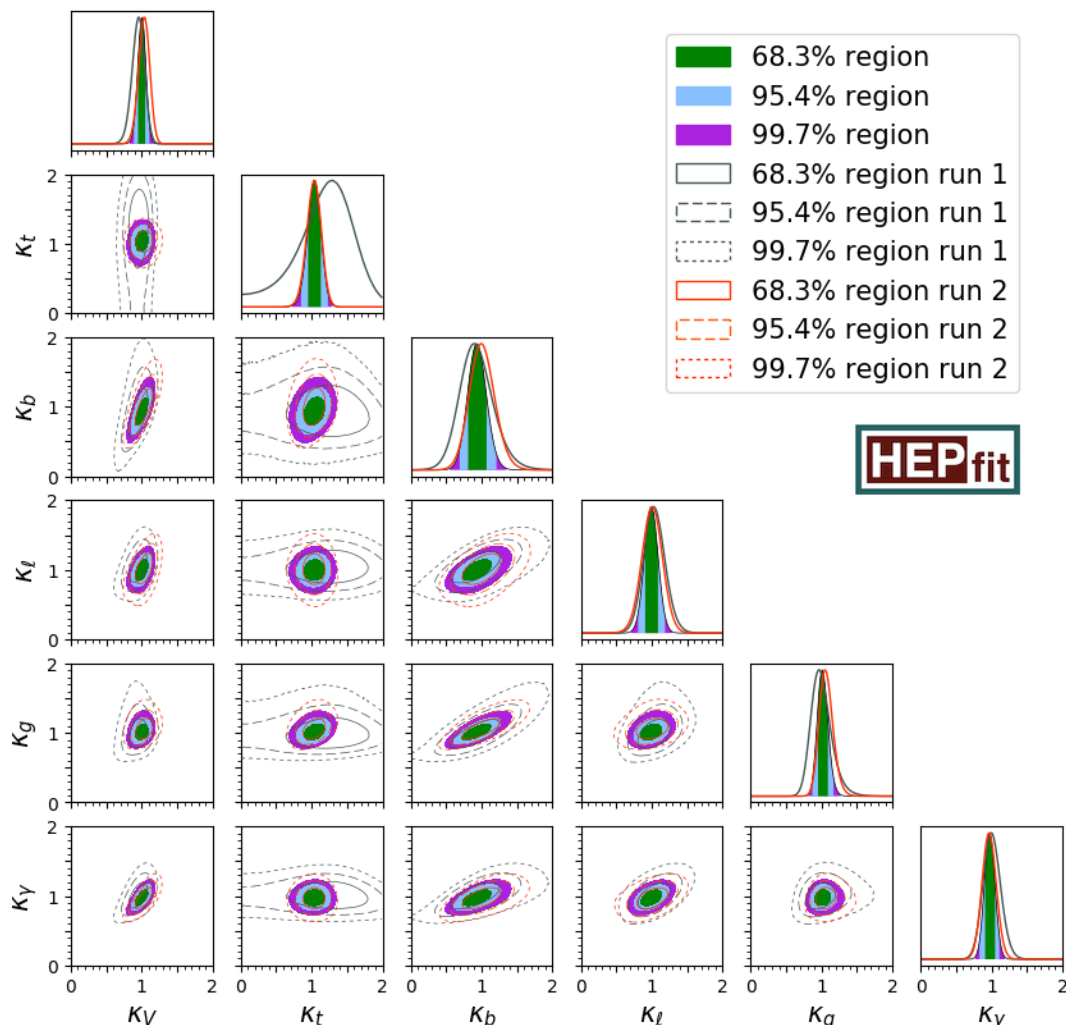 68.3% region
95.4% region
99.7% region
68.3% region run 1
95.4% region run 1
99.7% region run 1
68.3% region run 2
95.4% region run 2
99.7% region run 2
HEP fit
2
κt
1
0
2
κb
1
0
2
κℓ
1
0
2
κg
1
0
2
κγ
1
0
0 1 2 0 1 2 0 1 2 0 1 2 0 1 2 0 1 2
κV κt κb κℓ κg κγ